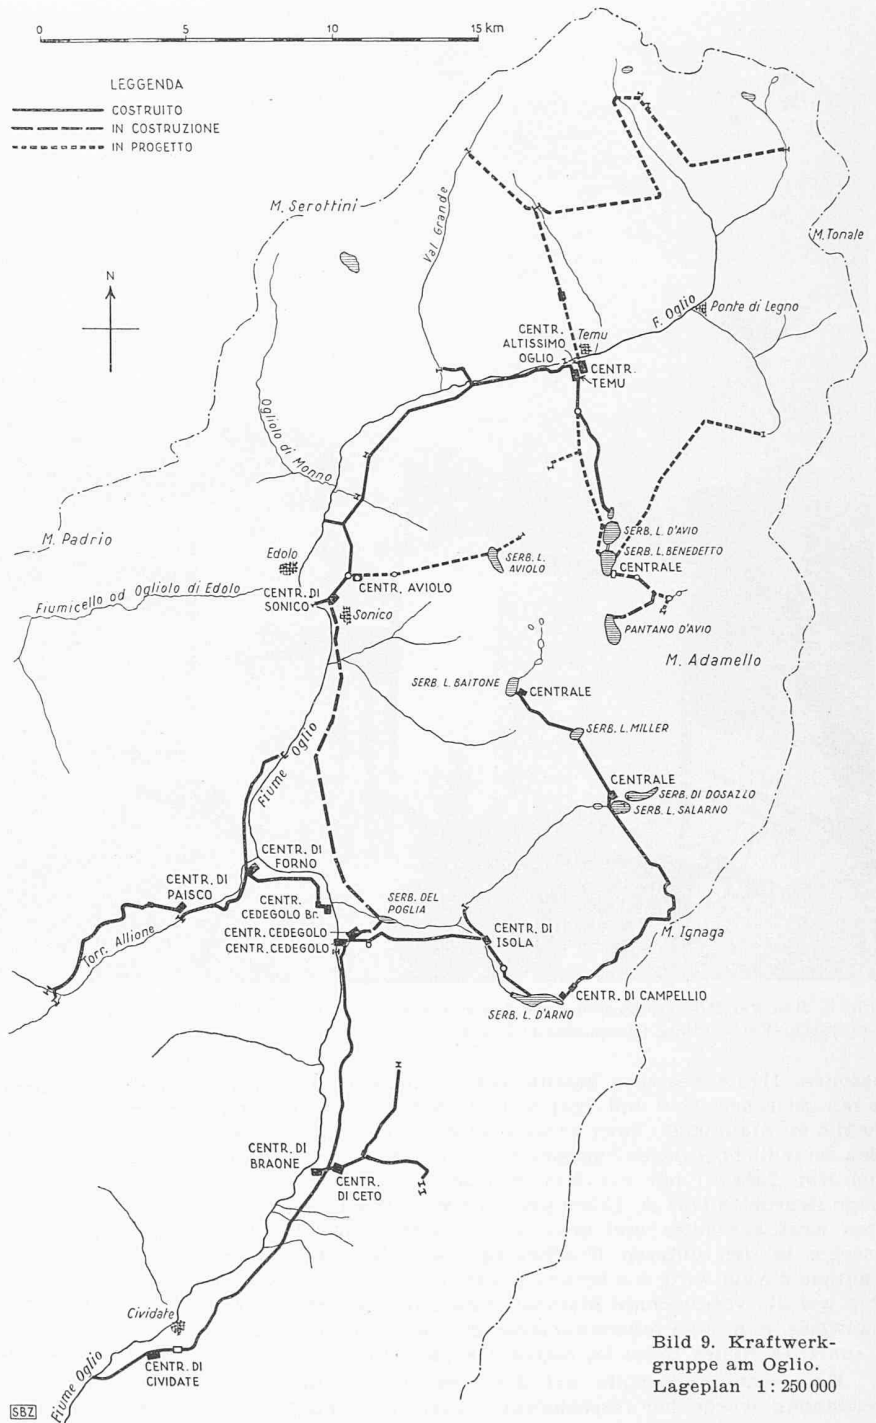 0 5 10 15 km
LEGGENDA
COSTRUITO
IN COSTRUZIONE
IN PROGETTO
N
M. Serottini
Val Grande
M. Tonale
F. Oglio
Ponte di Legno
CENTR.
ALTISSIMO
OGLIO
Temu
CENTR.
TEMU
Ogliolo di Monno
M. Padrio
Edolo
Fiumicello od Ogliolo di Edolo
CENTR. DI
SONICO
Sonico
CENTR. AVIOLO
SERB. L.
AVIOLO
SERB. L. D'AVIO
SERB. L. BENEDETTO
CENTRALE
PANTANO D'AVIO
M. Adamello
SERB. L. BAITONE
CENTRALE
SERB. L. MILLER
CENTRALE
SERB. DI DOSAZZO
SERB. L. SALARNO
Fiume Oglio
CENTR. DI
FORNO
CENTR. DI
PAISCO
CENTR.
CEDEGOLO Br.
SERB. DEL
POGLIA
CENTR. CEDEGOLO
CENTR. CEDEGOLO
Torr. Allione
CENTR. DI
ISOLA
M. Ignaga
CENTR. DI CAMPELLIO
SERB. L. D'ARNO
CENTR. DI
BRAONE
CENTR.
DI CETO
Cividate
CENTR. DI
CIVIDATE
Fiume Oglio
Bild 9. Kraftwerk-
gruppe am Oglio.
Lageplan 1 : 250 000
SBZ